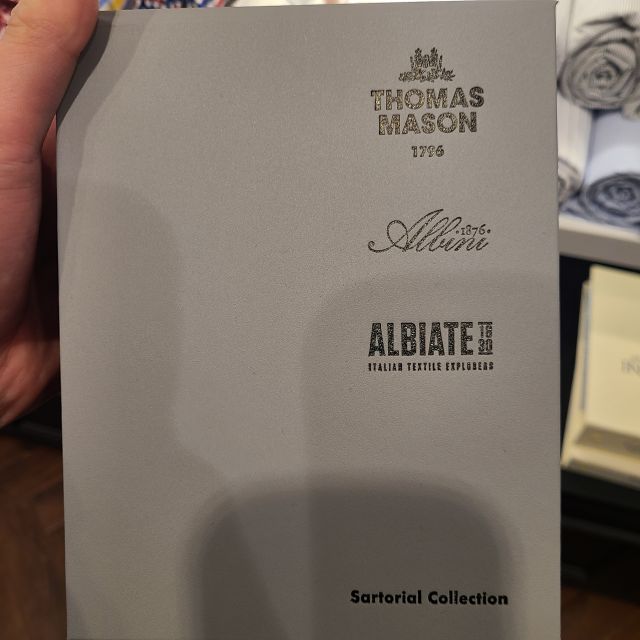 THOMAS
MASON
1796
Albini
·1876·
ALBIATE 1830
ITALIAN TEXTILE EXPLORERS
Sartorial Collection